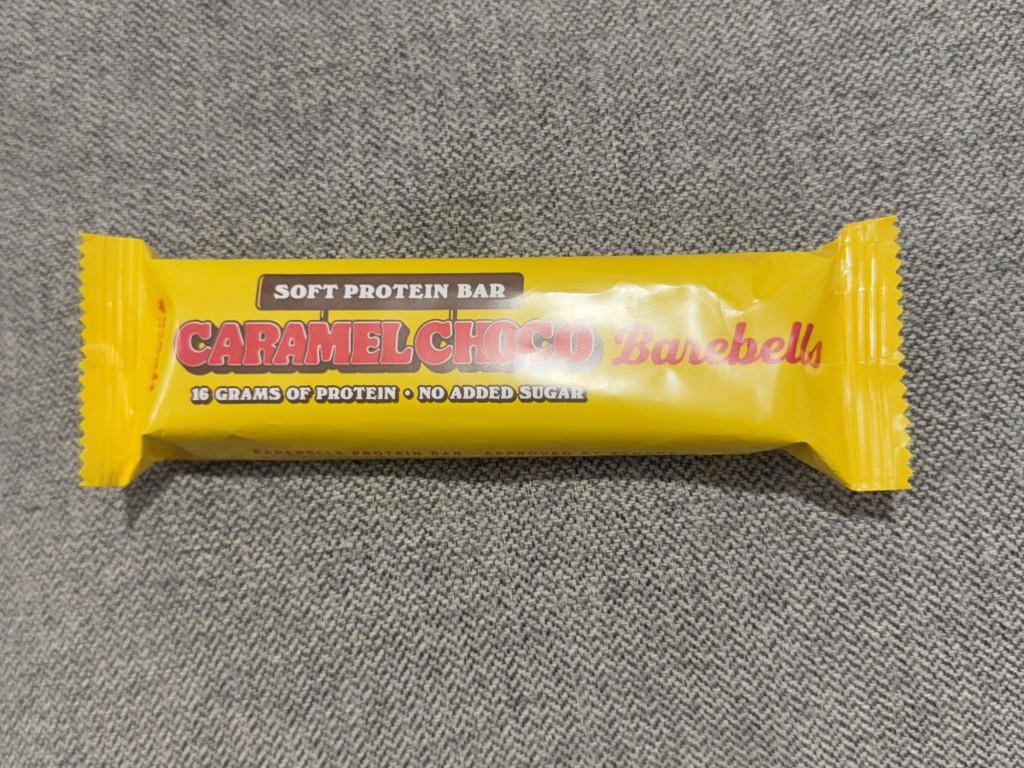 SOFT PROTEIN BAR
CARAMEL CHOCO Barebells
16 GRAMS OF PROTEIN • NO ADDED SUGAR
BAREBELLS PROTEIN BAR - APPROVED BY